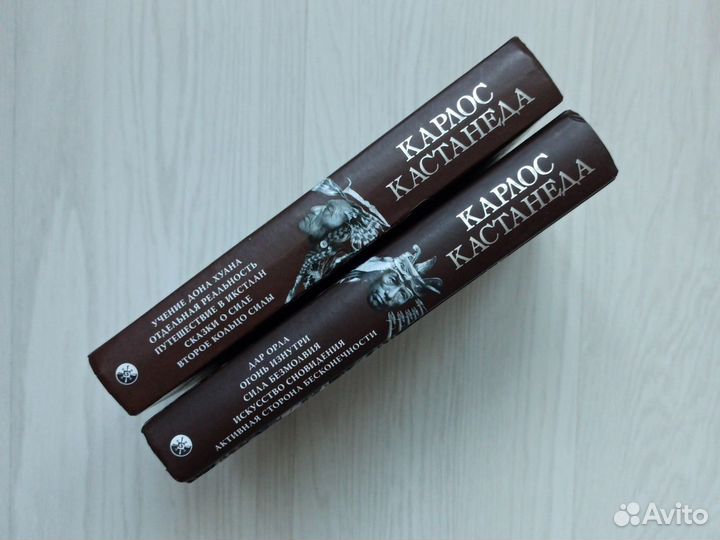 КАРЛОС
КАСТАНЕДА
УЧЕНИЕ ДОНА ХУАНА
ОТДЕЛЬНАЯ РЕАЛЬНОСТЬ
ПУТЕШЕСТВИЕ В ИКСТЛАН
СКАЗКИ О СИЛЕ
ВТОРОЕ КОЛЬЦО СИЛЫ
КАРЛОС
КАСТАНЕДА
ДАР ОРЛА
ОГОНЬ ИЗНУТРИ
СИЛА БЕЗМОЛВИЯ
ИСКУССТВО СНОВИДЕНИЯ
АКТИВНАЯ СТОРОНА БЕСКОНЕЧНОСТИ
Avito